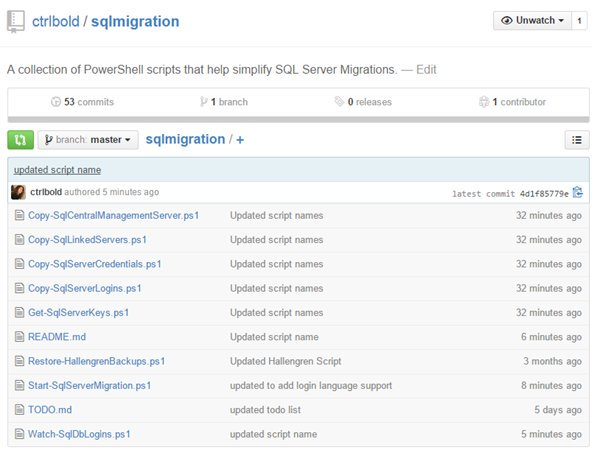 ctrlbold / sqlmigration Unwatch 1
A collection of PowerShell scripts that help simplify SQL Server Migrations. — Edit
53 commits 1 branch 0 releases 1 contributor
branch: master sqlmigration / +
updated script name
ctrlbold authored 5 minutes ago latest commit 4d1f85779e
Copy-SqlCentralManagementServer.ps1 Updated script names 32 minutes ago
Copy-SqlLinkedServers.ps1 Updated script names 32 minutes ago
Copy-SqlServerCredentials.ps1 Updated script names 32 minutes ago
Copy-SqlServerLogins.ps1 Updated script names 32 minutes ago
Get-SqlServerKeys.ps1 Updated script names 32 minutes ago
README.md Updated script name 6 minutes ago
Restore-HallengrenBackups.ps1 Updated Hallengren Script 3 months ago
Start-SqlServerMigration.ps1 updated to add login language support 8 minutes ago
TODO.md updated todo list 5 days ago
Watch-SqlDbLogins.ps1 updated script name 5 minutes ago